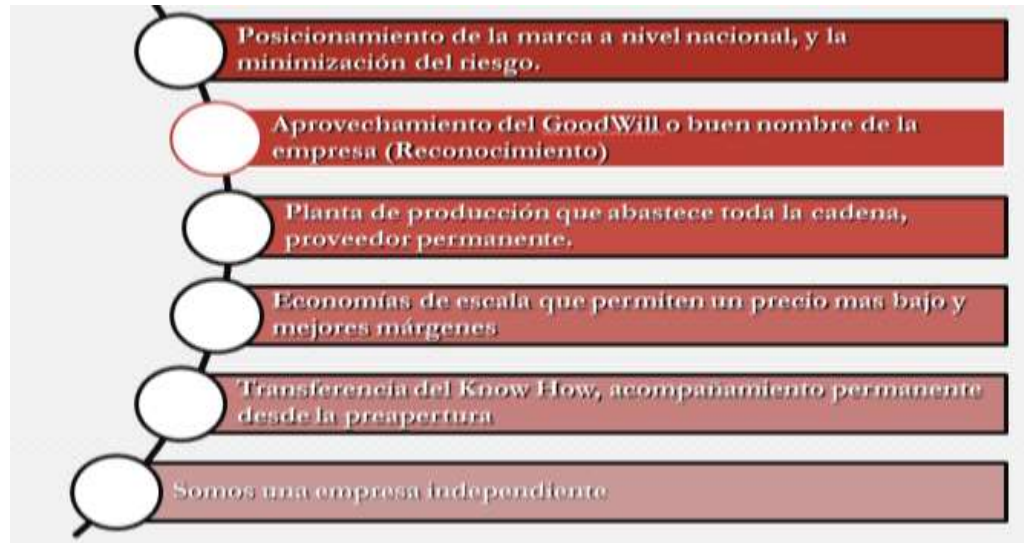 Posicionamiento de la marca a nivel nacional, y la
minimización del riesgo.
Aprovechamiento del GoodWill o buen nombre de la
empresa (Reconocimiento)
Planta de producción que abastece toda la cadena,
proveedor permanente.
Economías de escala que permiten un precio mas bajo y
mejores márgenes
Transferencia del Know How, acompañamiento permanente
desde la preapertura
Somos una empresa independiente